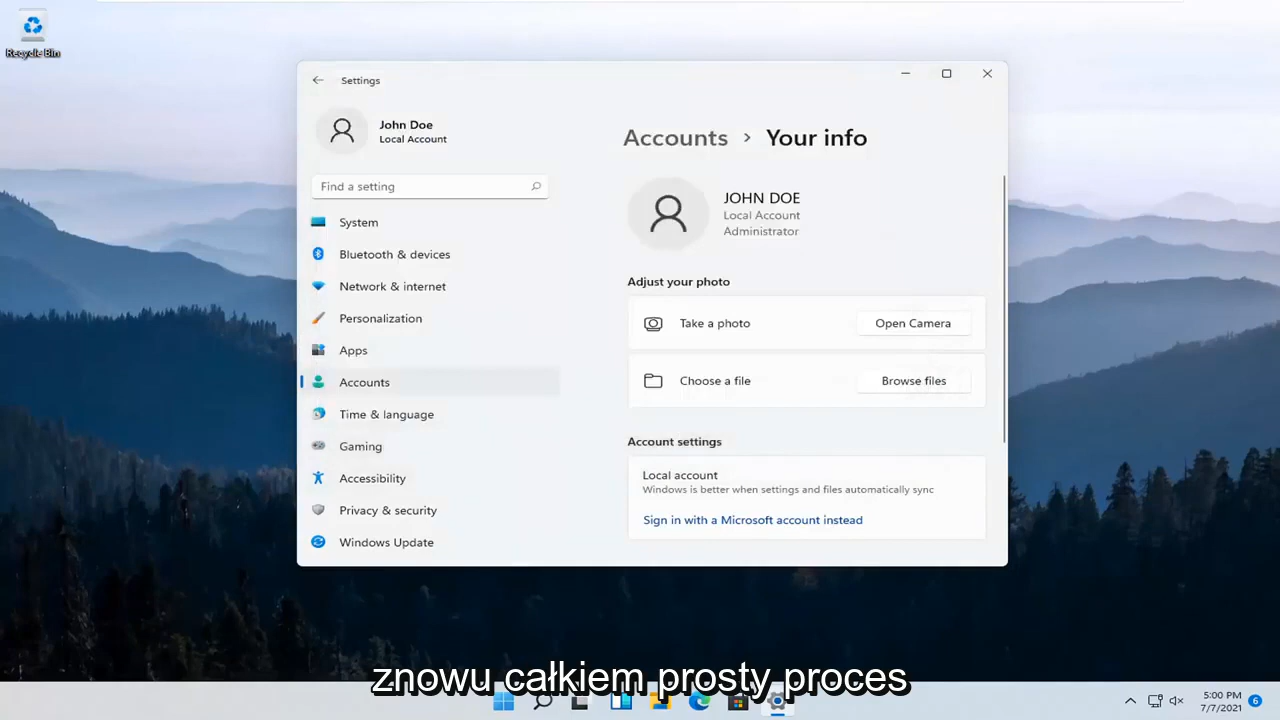 Recycle Bin
Settings
John Doe
Local Account
Find a setting
System
Bluetooth & devices
Network & internet
Personalization
Apps
Accounts
Time & language
Gaming
Accessibility
Privacy & security
Windows Update
Accounts › Your info
JOHN DOE
Local Account
Administrator
Adjust your photo
Take a photo
Open Camera
Choose a file
Browse files
Account settings
Local account
Windows is better when settings and files automatically sync
Sign in with a Microsoft account instead
znowu całkiem prosty proces
5:00 PM
7/7/2021
6